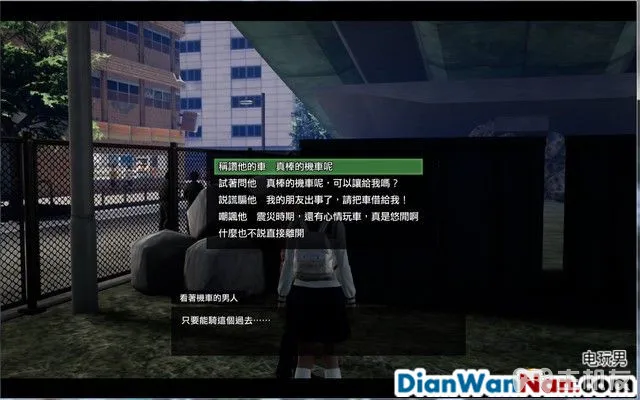 稱讚他的車 真棒的機車呢
試著問他 真棒的機車呢，可以讓給我嗎？
説謊騙他 我的朋友出事了，請把車借給我！
嘲諷他 震災時期，還有心情玩車，真是悠閒啊
什麼也不說直接離開
看著機車的男人
只要能騎這個過去……
电玩男
DianWanNan.com